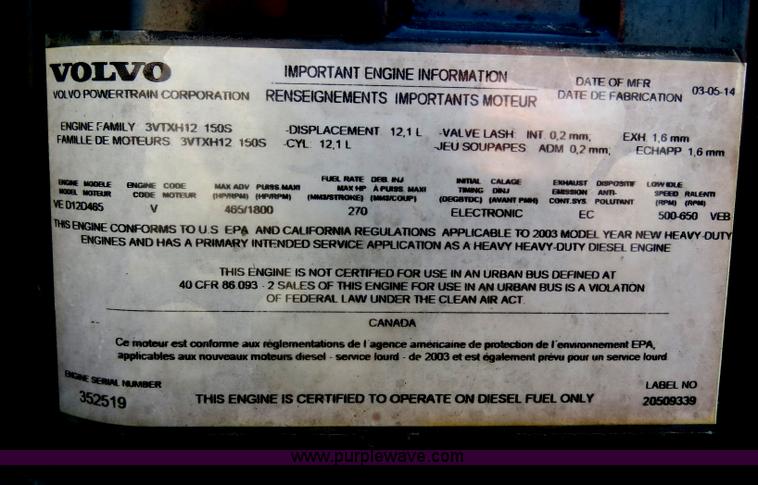 VOLVO
VOLVO POWERTRAIN CORPORATION
IMPORTANT ENGINE INFORMATION
RENSEIGNEMENTS IMPORTANTS MOTEUR
DATE OF MFR
DATE DE FABRICATION 03-05-14
ENGINE FAMILY 3VTXH12 150S -DISPLACEMENT 12,1 L -VALVE LASH: INT 0,2 mm, EXH 1,6 mm
FAMILLE DE MOTEURS 3VTXH12 150S -CYL 12,1 L -JEU SOUPAPES ADM 0,2 mm, ECHAPP 1,6 mm
ENGINE MODELE ENGINE CODE MAX ADV PUISS.MAXI FUEL RATE DEB. INJ INITIAL CALAGE EXHAUST DISPOSITIF LOW IDLE
MODEL MOTEUR CODE MOTEUR (HP/RPM) (HP/RPM) MAX HP A PUISS. MAXI TIMING DINJ EMISSION ANTI- SPEED RALENTI
(MM3/STROKE) (MM3/COUP) (DEGBTDC) (AVANT PMH) CONT.SYS POLUTANT (RPM) (RPM)
VE D12D465 V 465/1800 270 ELECTRONIC EC 500-650 VEB
THIS ENGINE CONFORMS TO U.S EPA AND CALIFORNIA REGULATIONS APPLICABLE TO 2003 MODEL YEAR NEW HEAVY-DUTY
ENGINES AND HAS A PRIMARY INTENDED SERVICE APPLICATION AS A HEAVY HEAVY-DUTY DIESEL ENGINE
THIS ENGINE IS NOT CERTIFIED FOR USE IN AN URBAN BUS DEFINED AT
40 CFR 86.093 - 2 SALES OF THIS ENGINE FOR USE IN AN URBAN BUS IS A VIOLATION
OF FEDERAL LAW UNDER THE CLEAN AIR ACT.
CANADA
Ce moteur est conforme aux réglementations de l'agence américaine de protection de l'environnement EPA,
applicables aux nouveaux moteurs diesel - service lourd - de 2003 et est également prévu pour un service lourd
ENGINE SERIAL NUMBER
352519
THIS ENGINE IS CERTIFIED TO OPERATE ON DIESEL FUEL ONLY
LABEL NO
20509339
www.purplewave.com